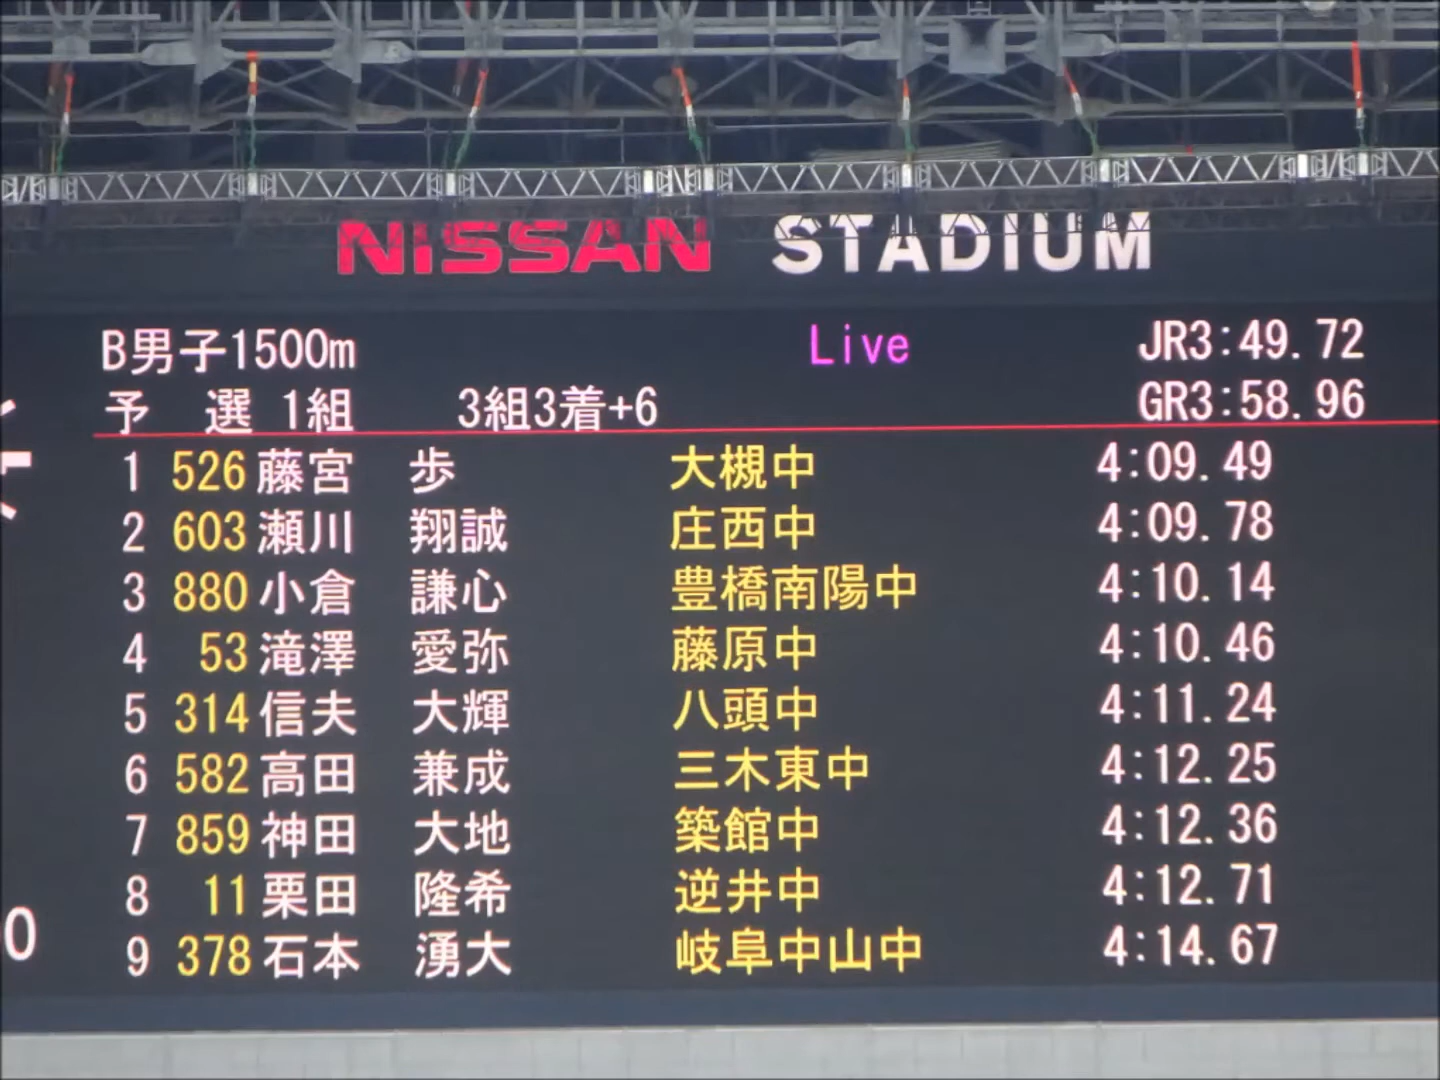 NISSAN STADIUM
B男子1500m Live JR3:49.72
予 選 1組 3組3着+6 GR3:58.96
1 526 藤宮 歩 大槻中 4:09.49
2 603 瀬川 翔誠 庄西中 4:09.78
3 880 小倉 謙心 豊橋南陽中 4:10.14
4 53 滝澤 愛弥 藤原中 4:10.46
5 314 信夫 大輝 八頭中 4:11.24
6 582 高田 兼成 三木東中 4:12.25
7 859 神田 大地 築館中 4:12.36
8 11 栗田 隆希 逆井中 4:12.71
9 378 石本 湧大 岐阜中山中 4:14.67